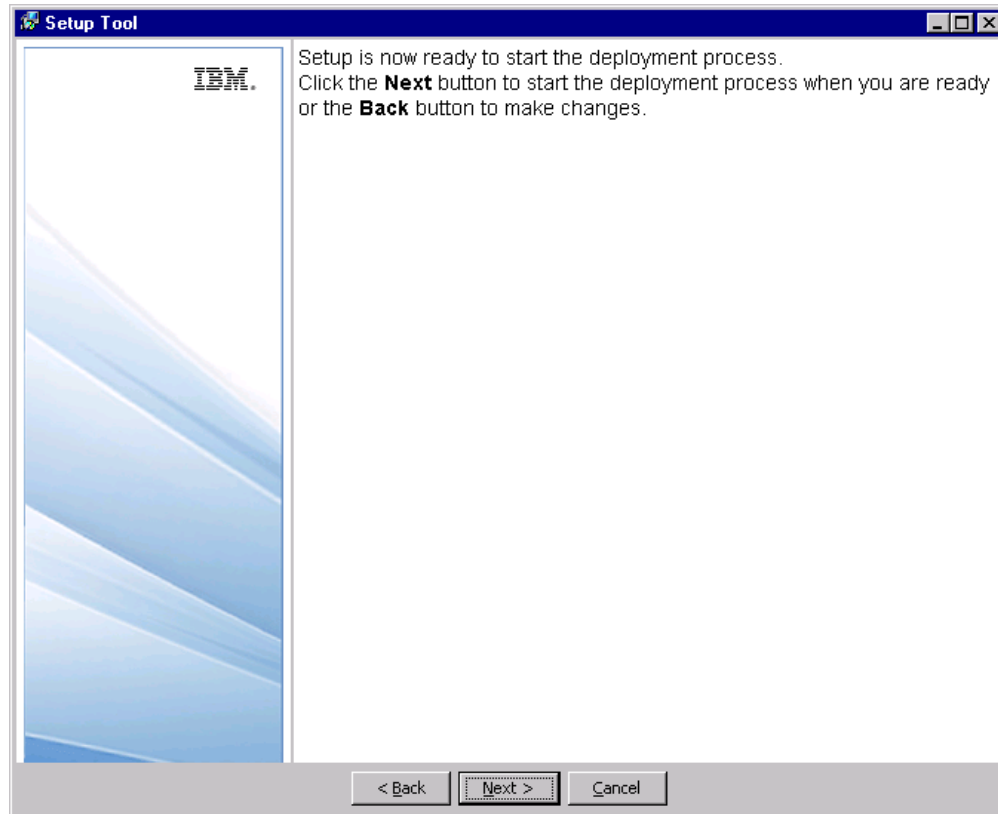 Setup Tool
IBM.
Setup is now ready to start the deployment process.
Click the Next button to start the deployment process when you are ready
or the Back button to make changes.
< Back
Next >
Cancel